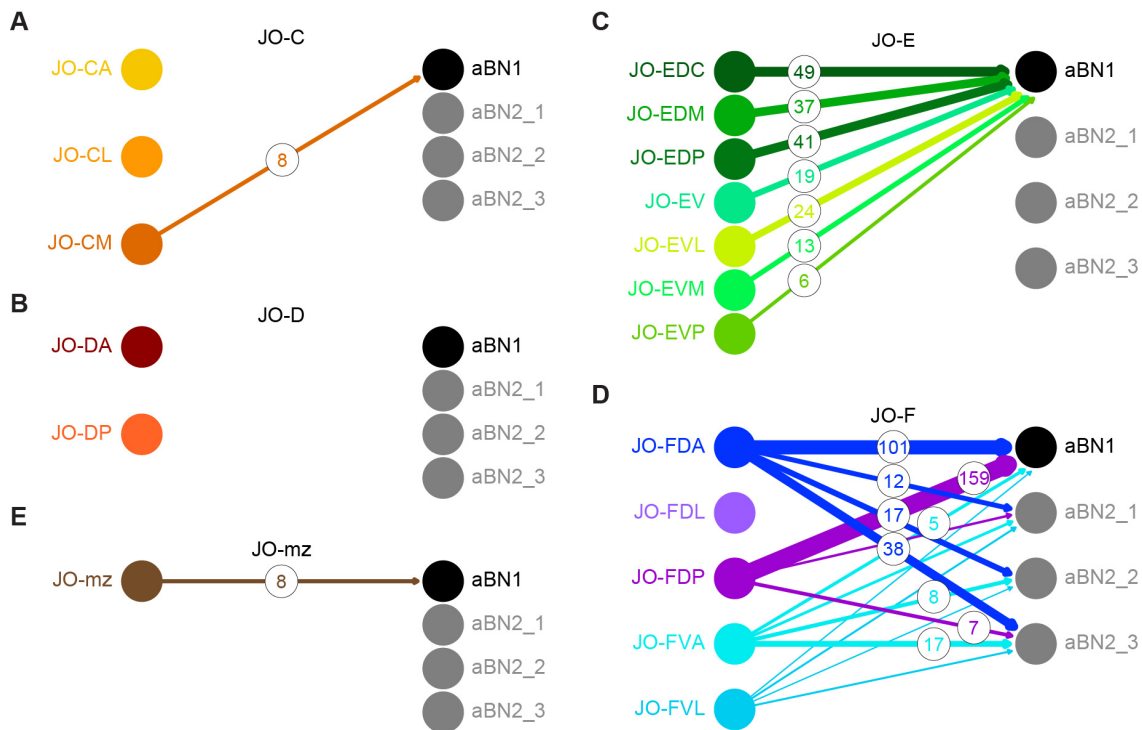 A
JO-C
JO-CA
JO-CL
JO-CM
8
aBN1
aBN2_1
aBN2_2
aBN2_3
B
JO-D
JO-DA
JO-DP
aBN1
aBN2_1
aBN2_2
aBN2_3
E
JO-mz
JO-mz
8
aBN1
aBN2_1
aBN2_2
aBN2_3
C
JO-E
JO-EDC
JO-EDM
JO-EDP
JO-EV
JO-EVL
JO-EVM
JO-EVP
49
37
41
19
24
13
6
aBN1
aBN2_1
aBN2_2
aBN2_3
D
JO-F
JO-FDA
JO-FDL
JO-FDP
JO-FVA
JO-FVL
101
159
12
17
5
38
8
7
17
aBN1
aBN2_1
aBN2_2
aBN2_3